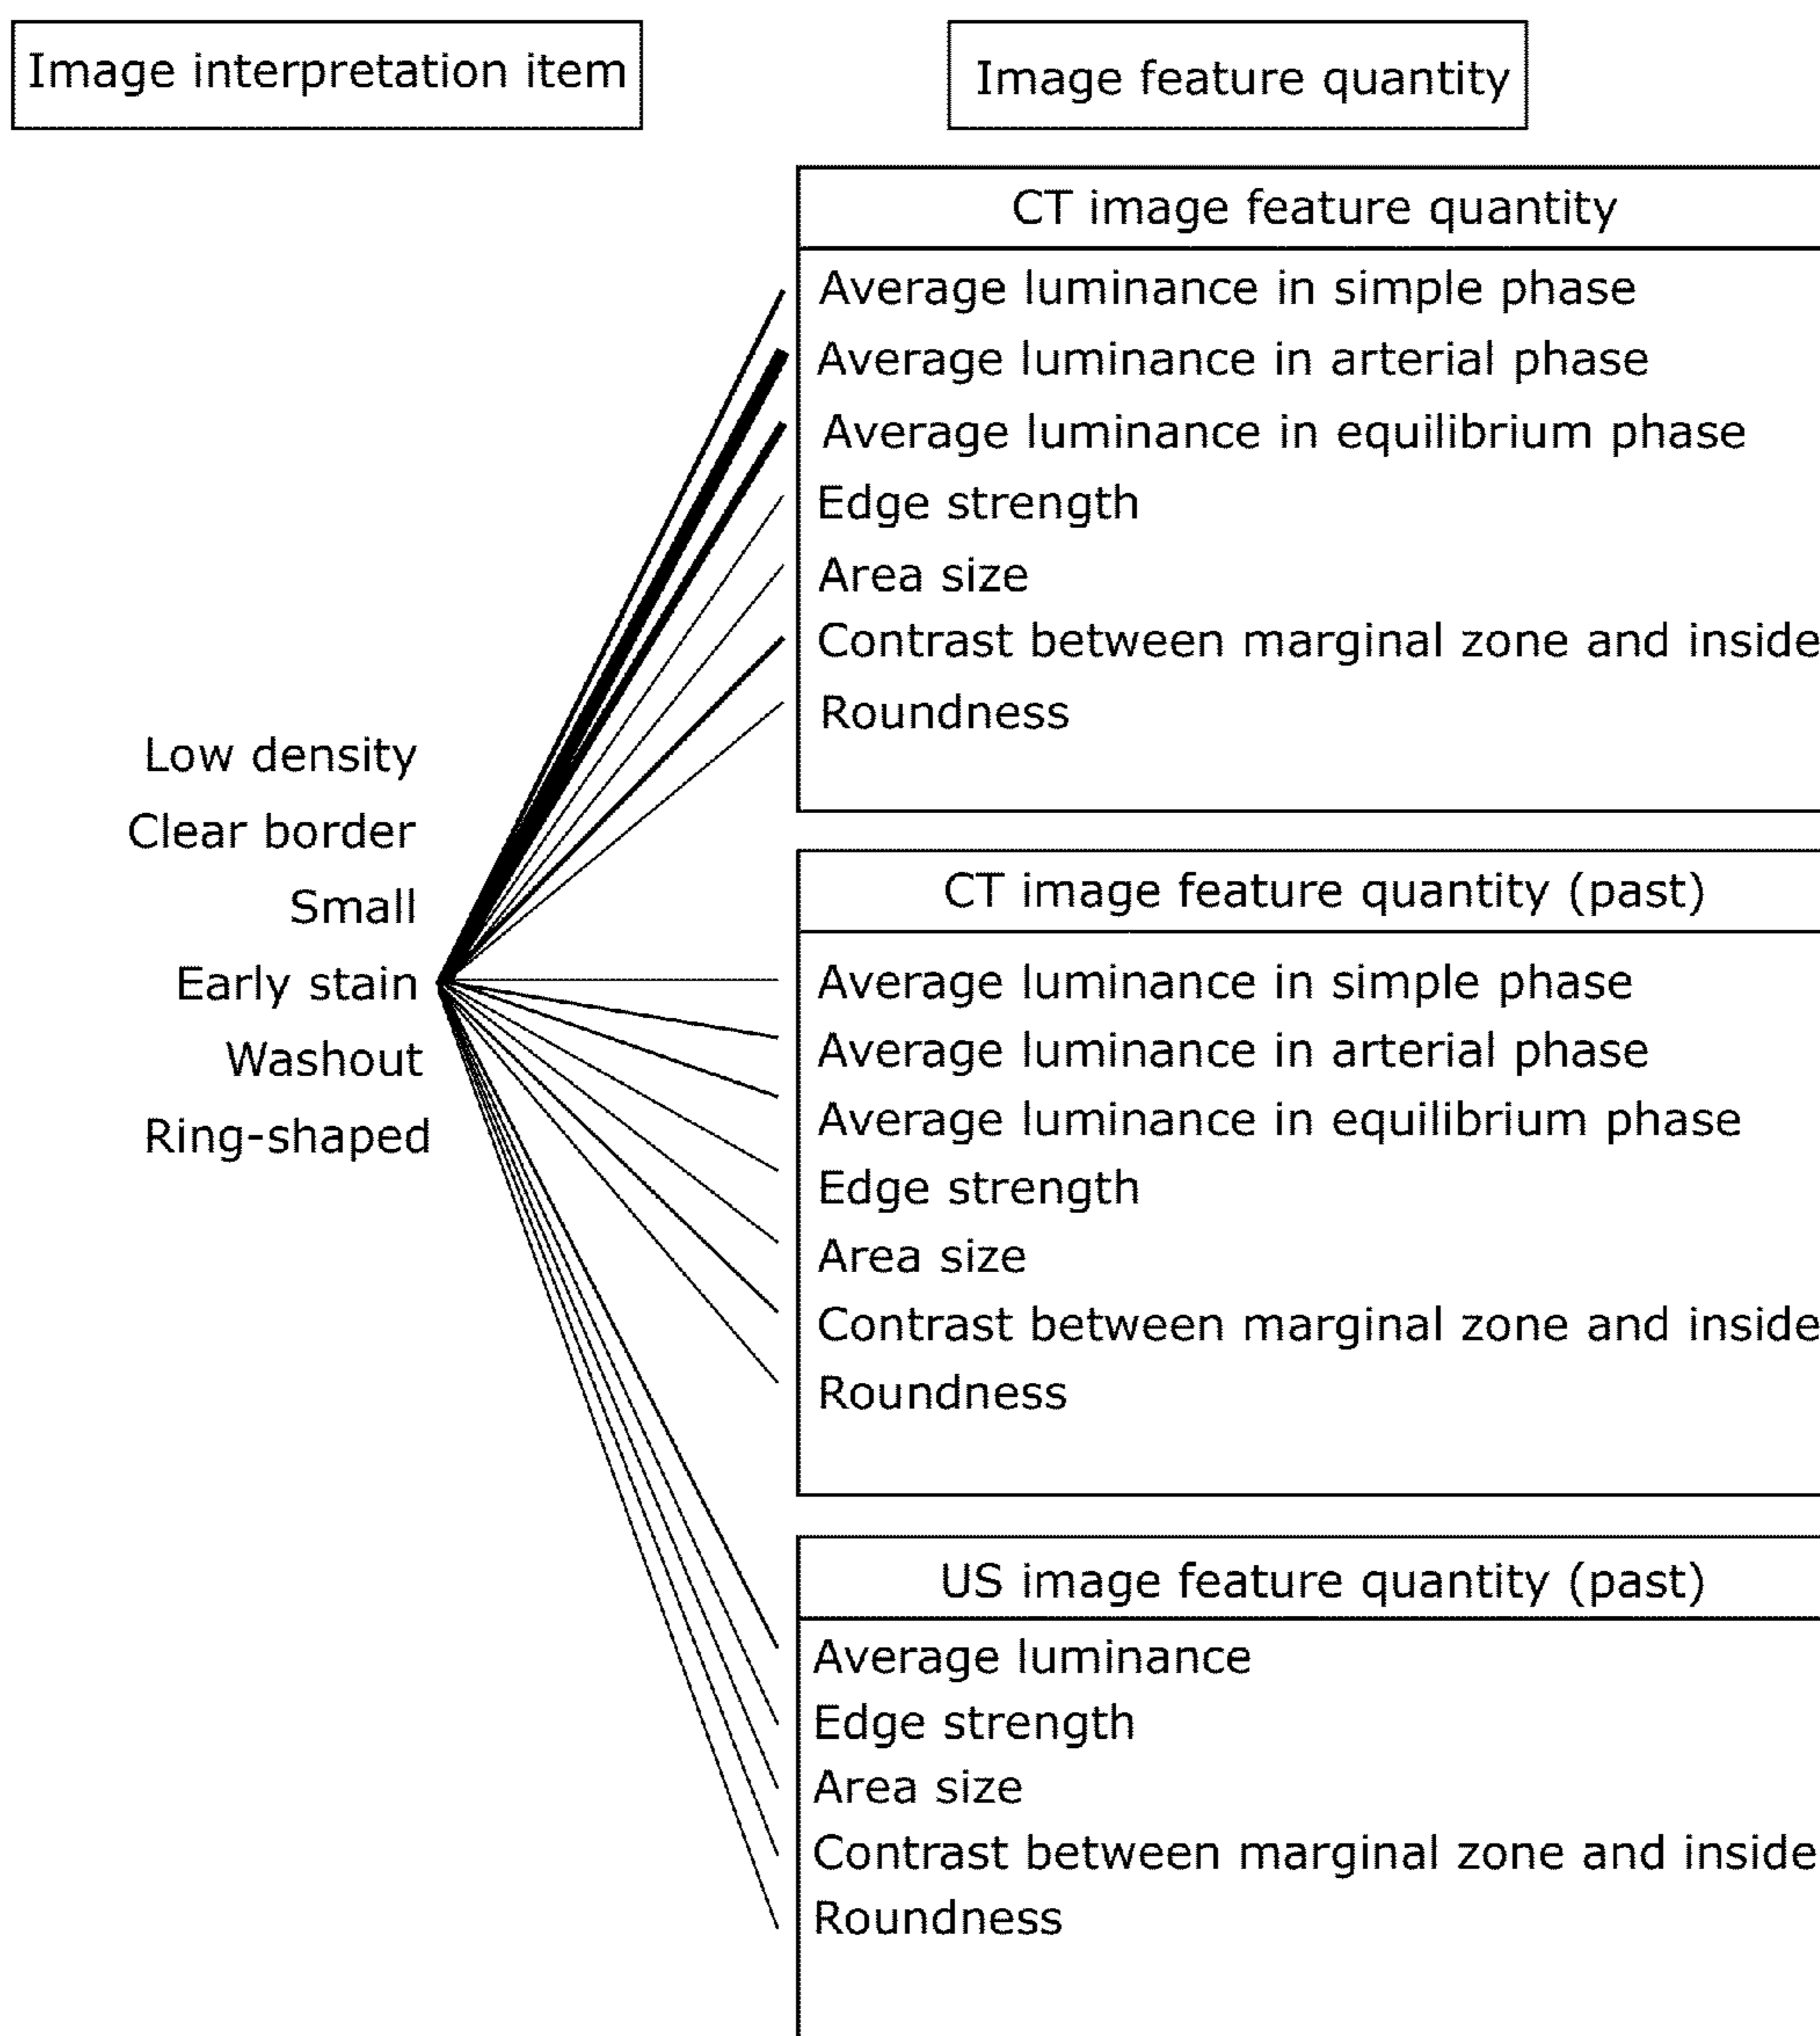 Image interpretation item
Image feature quantity
CT image feature quantity
Average luminance in simple phase
Average luminance in arterial phase
Average luminance in equilibrium phase
Edge strength
Area size
Contrast between marginal zone and inside
Roundness
Low density
Clear border
Small
Early stain
Washout
Ring-shaped
CT image feature quantity (past)
Average luminance in simple phase
Average luminance in arterial phase
Average luminance in equilibrium phase
Edge strength
Area size
Contrast between marginal zone and inside
Roundness
US image feature quantity (past)
Average luminance
Edge strength
Area size
Contrast between marginal zone and inside
Roundness